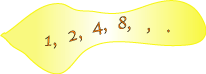 1, 2, 4, 8, , .